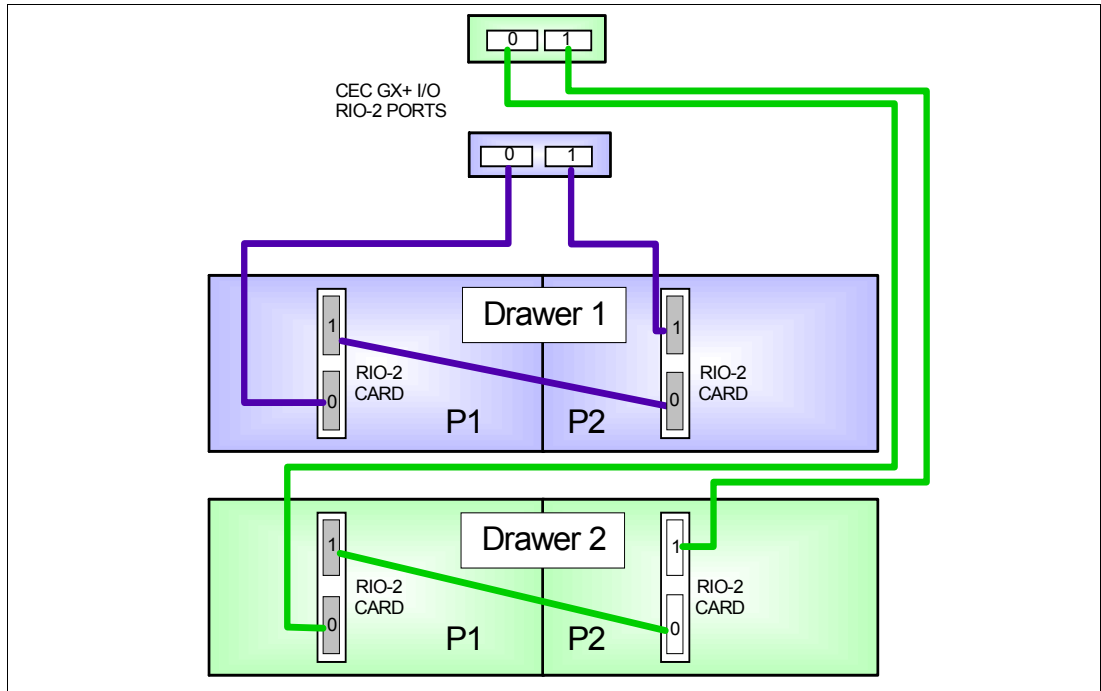 0 1
CEC GX+ I/O
RIO-2 PORTS
0 1
Drawer 1
1 1
RIO-2
CARD
RIO-2
CARD
0 0
P1 P2
Drawer 2
1 1
RIO-2
CARD
RIO-2
CARD
0 0
P1 P2